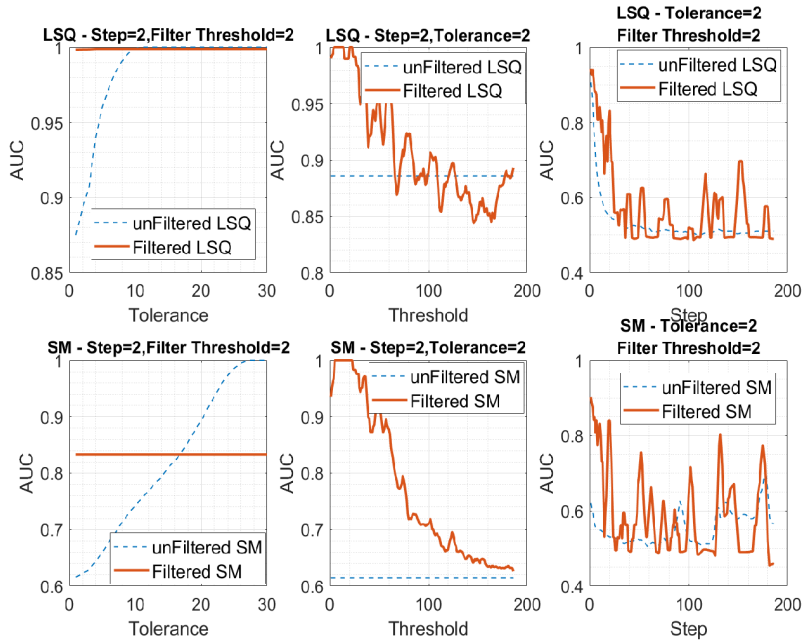 LSQ - Step=2,Filter Threshold=2
1
0.95
0.9
0.85
AUC
unFiltered LSQ
Filtered LSQ
0
10
20
30
Tolerance
LSQ - Step=2,Tolerance=2
1
0.95
0.9
0.85
0.8
AUC
unFiltered LSQ
Filtered LSQ
0
100
200
Threshold
LSQ - Tolerance=2
Filter Threshold=2
1
0.8
0.6
0.4
AUC
unFiltered LSQ
Filtered LSQ
0
100
200
Step
SM - Step=2,Filter Threshold=2
1
0.9
0.8
0.7
0.6
AUC
unFiltered SM
Filtered SM
0
10
20
30
Tolerance
SM - Step=2,Tolerance=2
1
0.9
0.8
0.7
0.6
AUC
unFiltered SM
Filtered SM
0
100
200
Threshold
SM - Tolerance=2
Filter Threshold=2
1
0.8
0.6
0.4
AUC
unFiltered SM
Filtered SM
0
100
200
Step